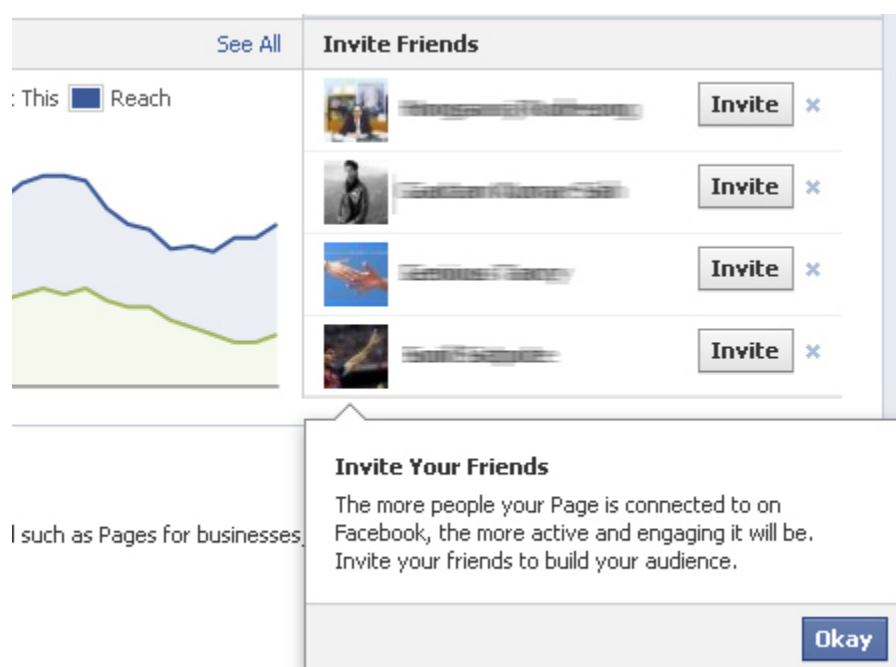 See All
Invite Friends
: This Reach
Invite
Invite
Invite
Invite
Invite Your Friends
The more people your Page is connected to on
Facebook, the more active and engaging it will be.
Invite your friends to build your audience.
such as Pages for businesses,
Okay